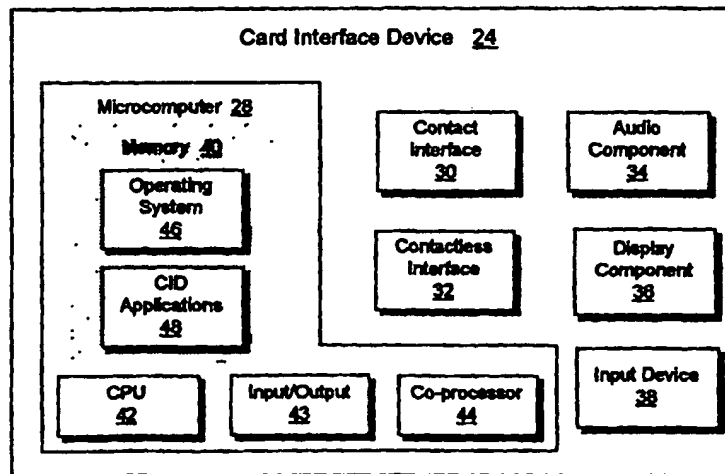 Card Interface Device 24
Microcomputer 28
Memory 40
Operating
System
46
CID
Applications
48
CPU
42
Input/Output
43
Co-processor
44
Contact
Interface
30
Audio
Component
34
Contactless
Interface
32
Display
Component
36
Input Device
38